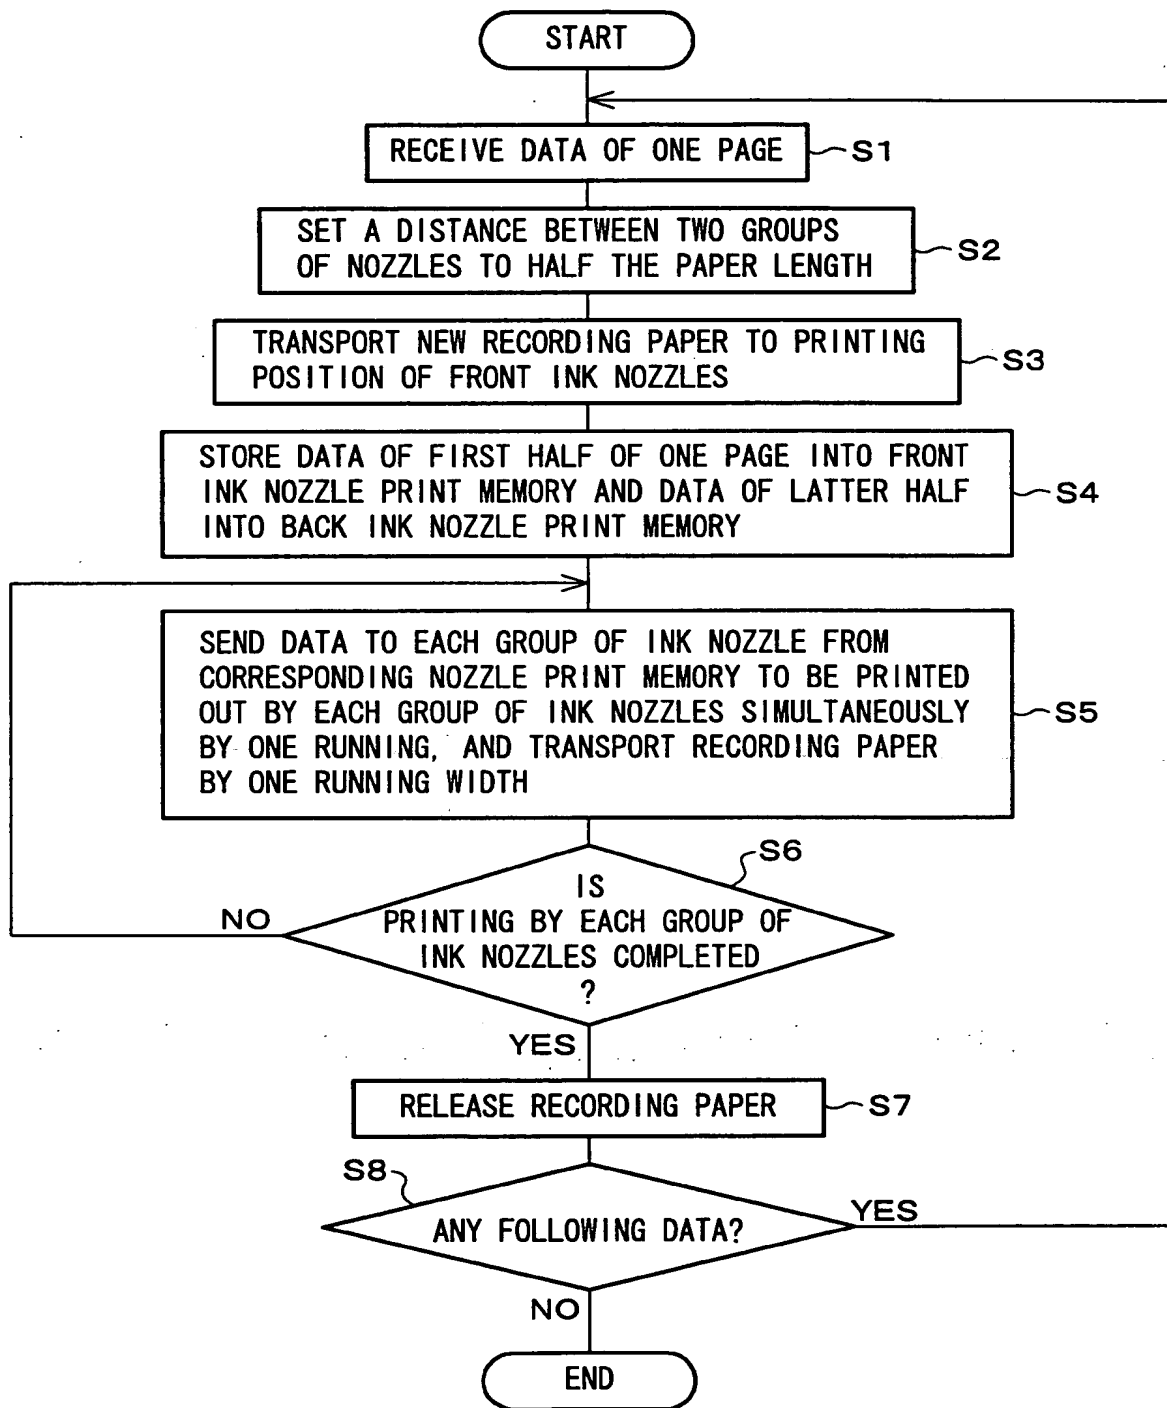 START
RECEIVE DATA OF ONE PAGE
S1
SET A DISTANCE BETWEEN TWO GROUPS
OF NOZZLES TO HALF THE PAPER LENGTH
S2
TRANSPORT NEW RECORDING PAPER TO PRINTING
POSITION OF FRONT INK NOZZLES
S3
STORE DATA OF FIRST HALF OF ONE PAGE INTO FRONT
INK NOZZLE PRINT MEMORY AND DATA OF LATTER HALF
INTO BACK INK NOZZLE PRINT MEMORY
S4
SEND DATA TO EACH GROUP OF INK NOZZLE FROM
CORRESPONDING NOZZLE PRINT MEMORY TO BE PRINTED
OUT BY EACH GROUP OF INK NOZZLES SIMULTANEOUSLY
BY ONE RUNNING, AND TRANSPORT RECORDING PAPER
BY ONE RUNNING WIDTH
S5
S6
IS
PRINTING BY EACH GROUP OF
INK NOZZLES COMPLETED
?
NO
YES
RELEASE RECORDING PAPER
S7
S8
ANY FOLLOWING DATA?
YES
NO
END